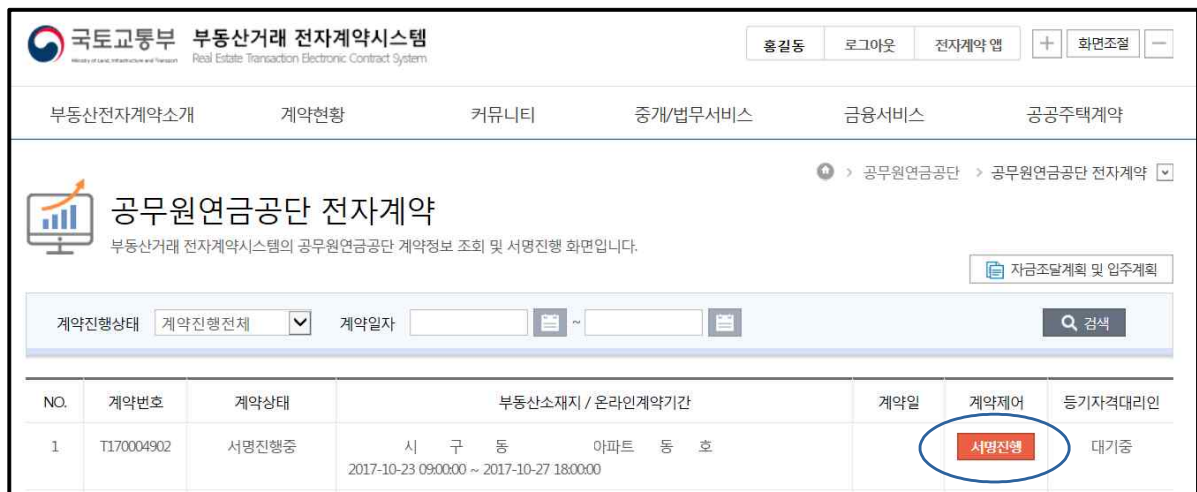 국토교통부 부동산거래 전자계약시스템 홍길동 로그아웃 전자계약 앱 + 화면조절 —
Ministry of Land, Infrastructure and Transport Real Estate Transaction Electronic Contract System
부동산전자계약소개 계약현황 커뮤니티 중개/법무서비스 금융서비스 공공주택계약
> 공무원연금공단 > 공무원연금공단 전자계약
공무원연금공단 전자계약
부동산거래 전자계약시스템의 공무원연금공단 계약정보 조회 및 서명진행 화면입니다.
자금조달계획 및 입주계획
계약진행상태 계약진행전체 계약일자 ~ 검색
NO. 계약번호 계약상태 부동산소재지 / 온라인계약기간 계약일 계약제어 등기자격대리인
1 T170004902 서명진행중 시 구 동 아파트 동 호 서명진행 대기중
2017-10-23 09:00:00 ~ 2017-10-27 18:00:00